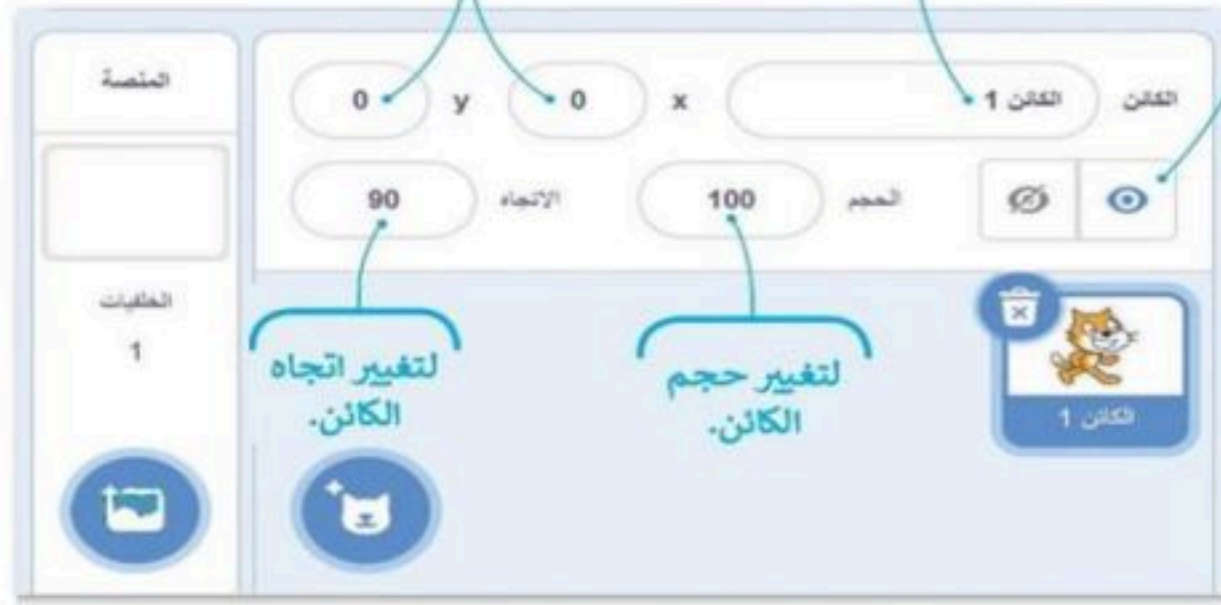 الكائن الكائن 1 x 0 y 0
الحجم 100 الاتجاه 90
المنصة
الخلفيات
1
لتغيير حجم
الكائن.
لتغيير اتجاه
الكائن.
الكائن 1